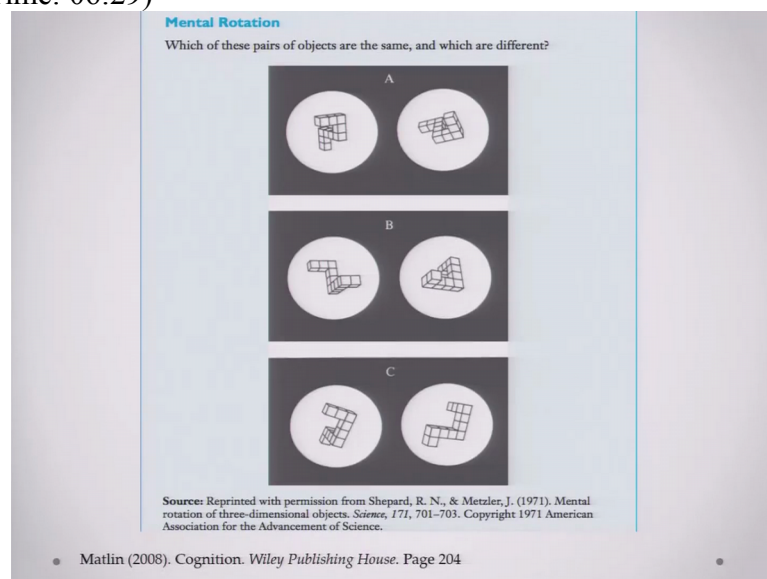 Mental Rotation
Which of these pairs of objects are the same, and which are different?
A
B
C
Source: Reprinted with permission from Shepard, R. N., & Metzler, J. (1971). Mental
rotation of three-dimensional objects. Science, 171, 701–703. Copyright 1971 American
Association for the Advancement of Science.
Matlin (2008). Cognition. Wiley Publishing House. Page 204